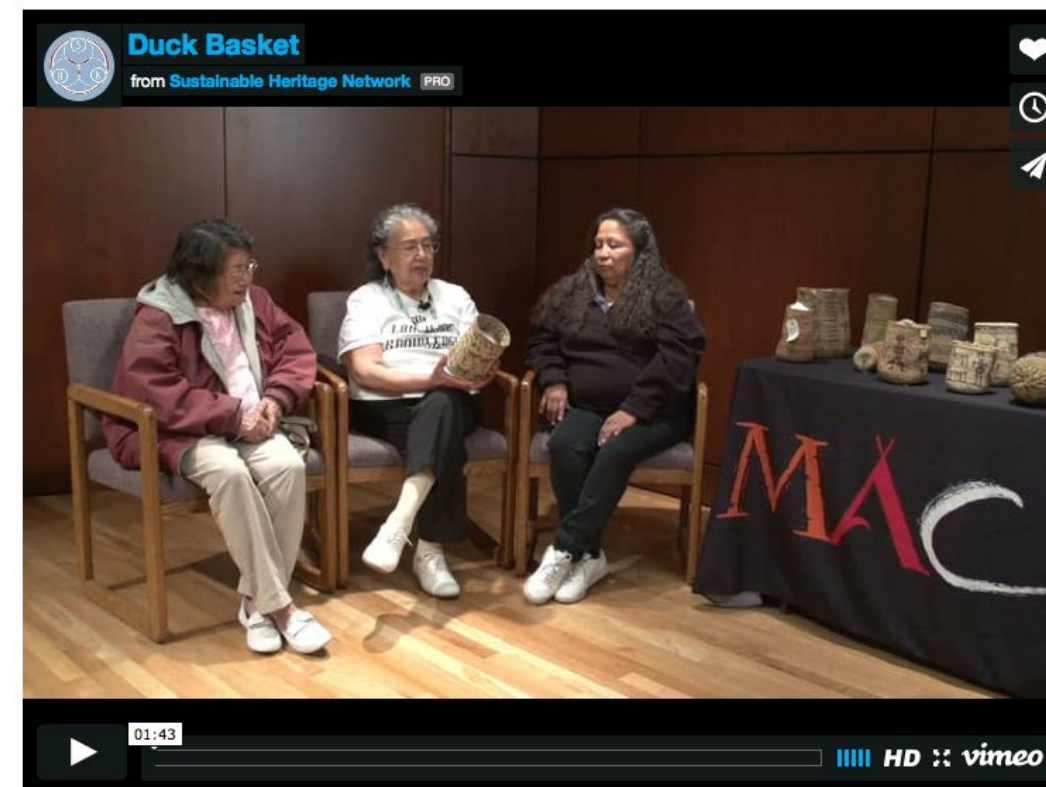 Duck Basket
from Sustainable Heritage Network PRO
MAC
01:43
HD vimeo